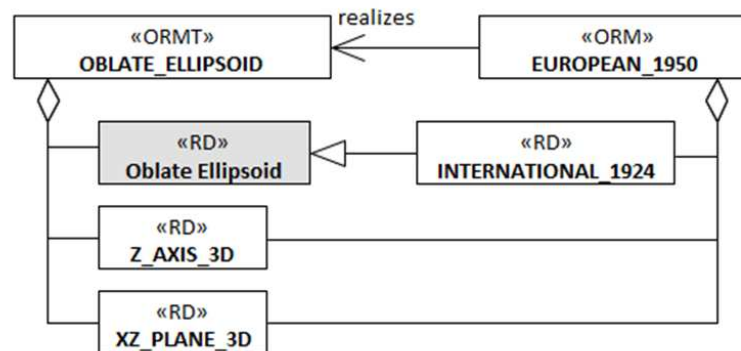 realizes
«ORMT»
OBLATE_ELLIPSOID
«ORM»
EUROPEAN_1950
«RD»
Oblate Ellipsoid
«RD»
INTERNATIONAL_1924
«RD»
Z_AXIS_3D
«RD»
XZ_PLANE_3D